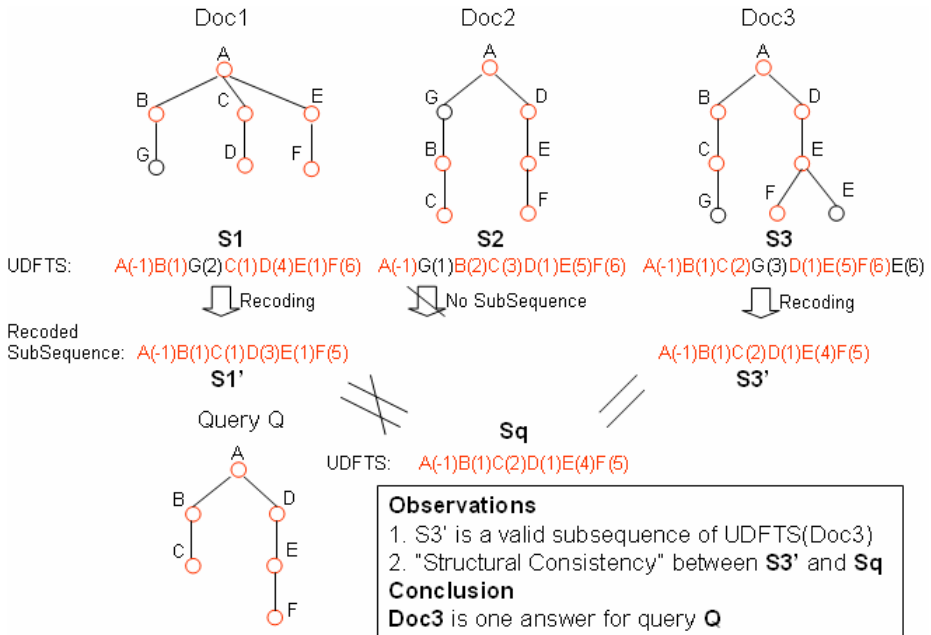 Doc1 Doc2 Doc3
A A A
B C E G D B D
G D F B E C E
C F G F E
S1 S2 S3
UDFTS: A(-1)B(1)G(2)C(1)D(4)E(1)F(6) A(-1)G(1)B(2)C(3)D(1)E(5)F(6) A(-1)B(1)C(2)G(3)D(1)E(5)F(6)E(6)
Recoding No SubSequence Recoding
Recoded
SubSequence: A(-1)B(1)C(1)D(3)E(1)F(5) A(-1)B(1)C(2)D(1)E(4)F(5)
S1' S3'
Query Q Sq
UDFTS: A(-1)B(1)C(2)D(1)E(4)F(5)
A
B D
C E
F
Observations
1. S3' is a valid subsequence of UDFTS(Doc3)
2. "Structural Consistency" between S3' and Sq
Conclusion
Doc3 is one answer for query Q